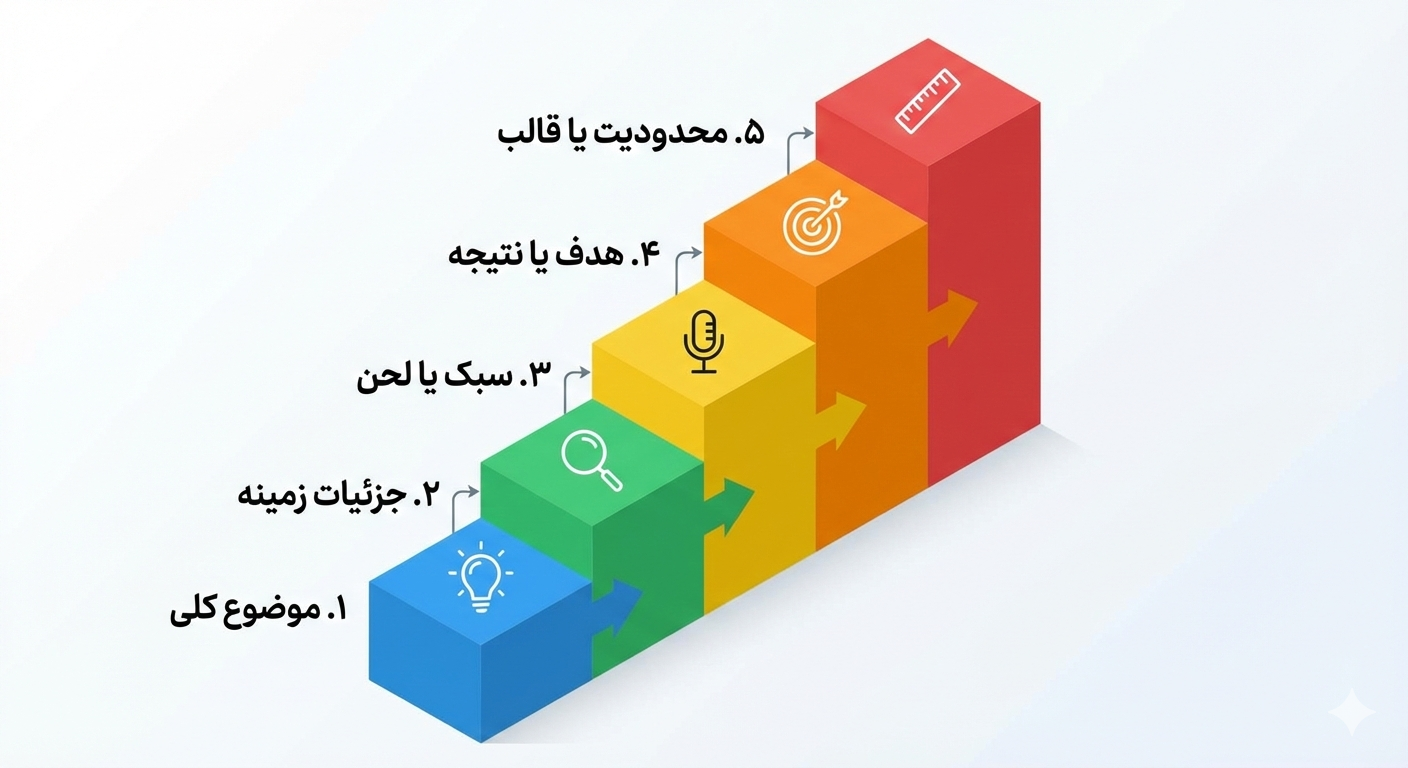 ۵. محدودیت یا قالب
۴. هدف یا نتیجه
۳. سبک یا لحن
۲. جزئیات زمینه
۱. موضوع کلی